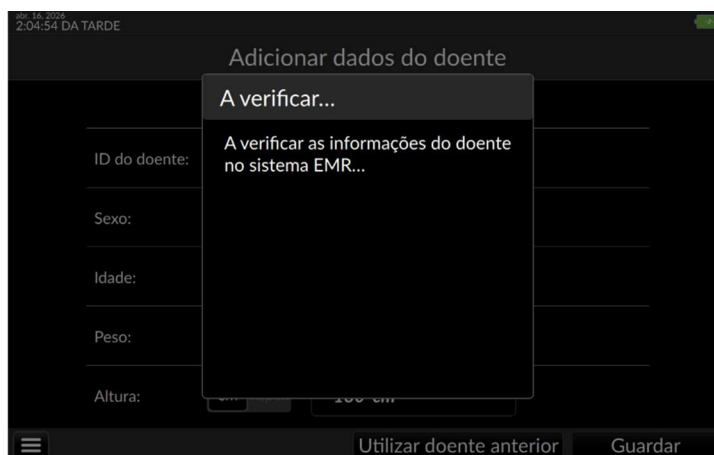 abr. 16, 2026
2:04:54 DA TARDE
Adicionar dados do doente
A verificar...
A verificar as informações do doente
no sistema EMR...
ID do doente:
Sexo:
Idade:
Peso:
Altura:
cm
Utilizar doente anterior
Guardar